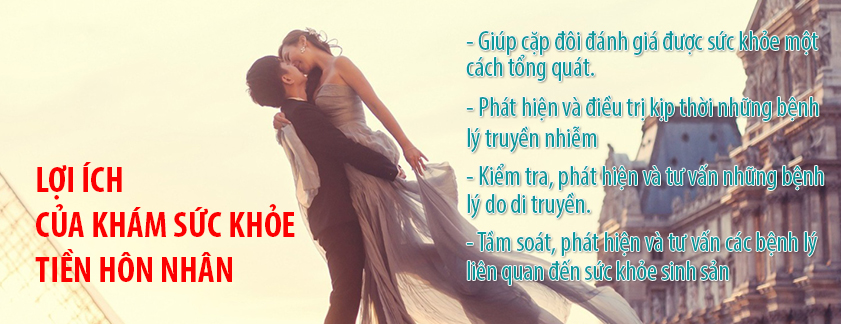 LỢI ÍCH
CỦA KHÁM SỨC KHỎE
TIỀN HÔN NHÂN
- Giúp cặp đôi đánh giá được sức khỏe một
cách tổng quát.
- Phát hiện và điều trị kịp thời những bệnh
lý truyền nhiễm
- Kiểm tra, phát hiện và tư vấn những bệnh
lý do di truyền.
- Tầm soát, phát hiện và tư vấn các bệnh lý
liên quan đến sức khỏe sinh sản